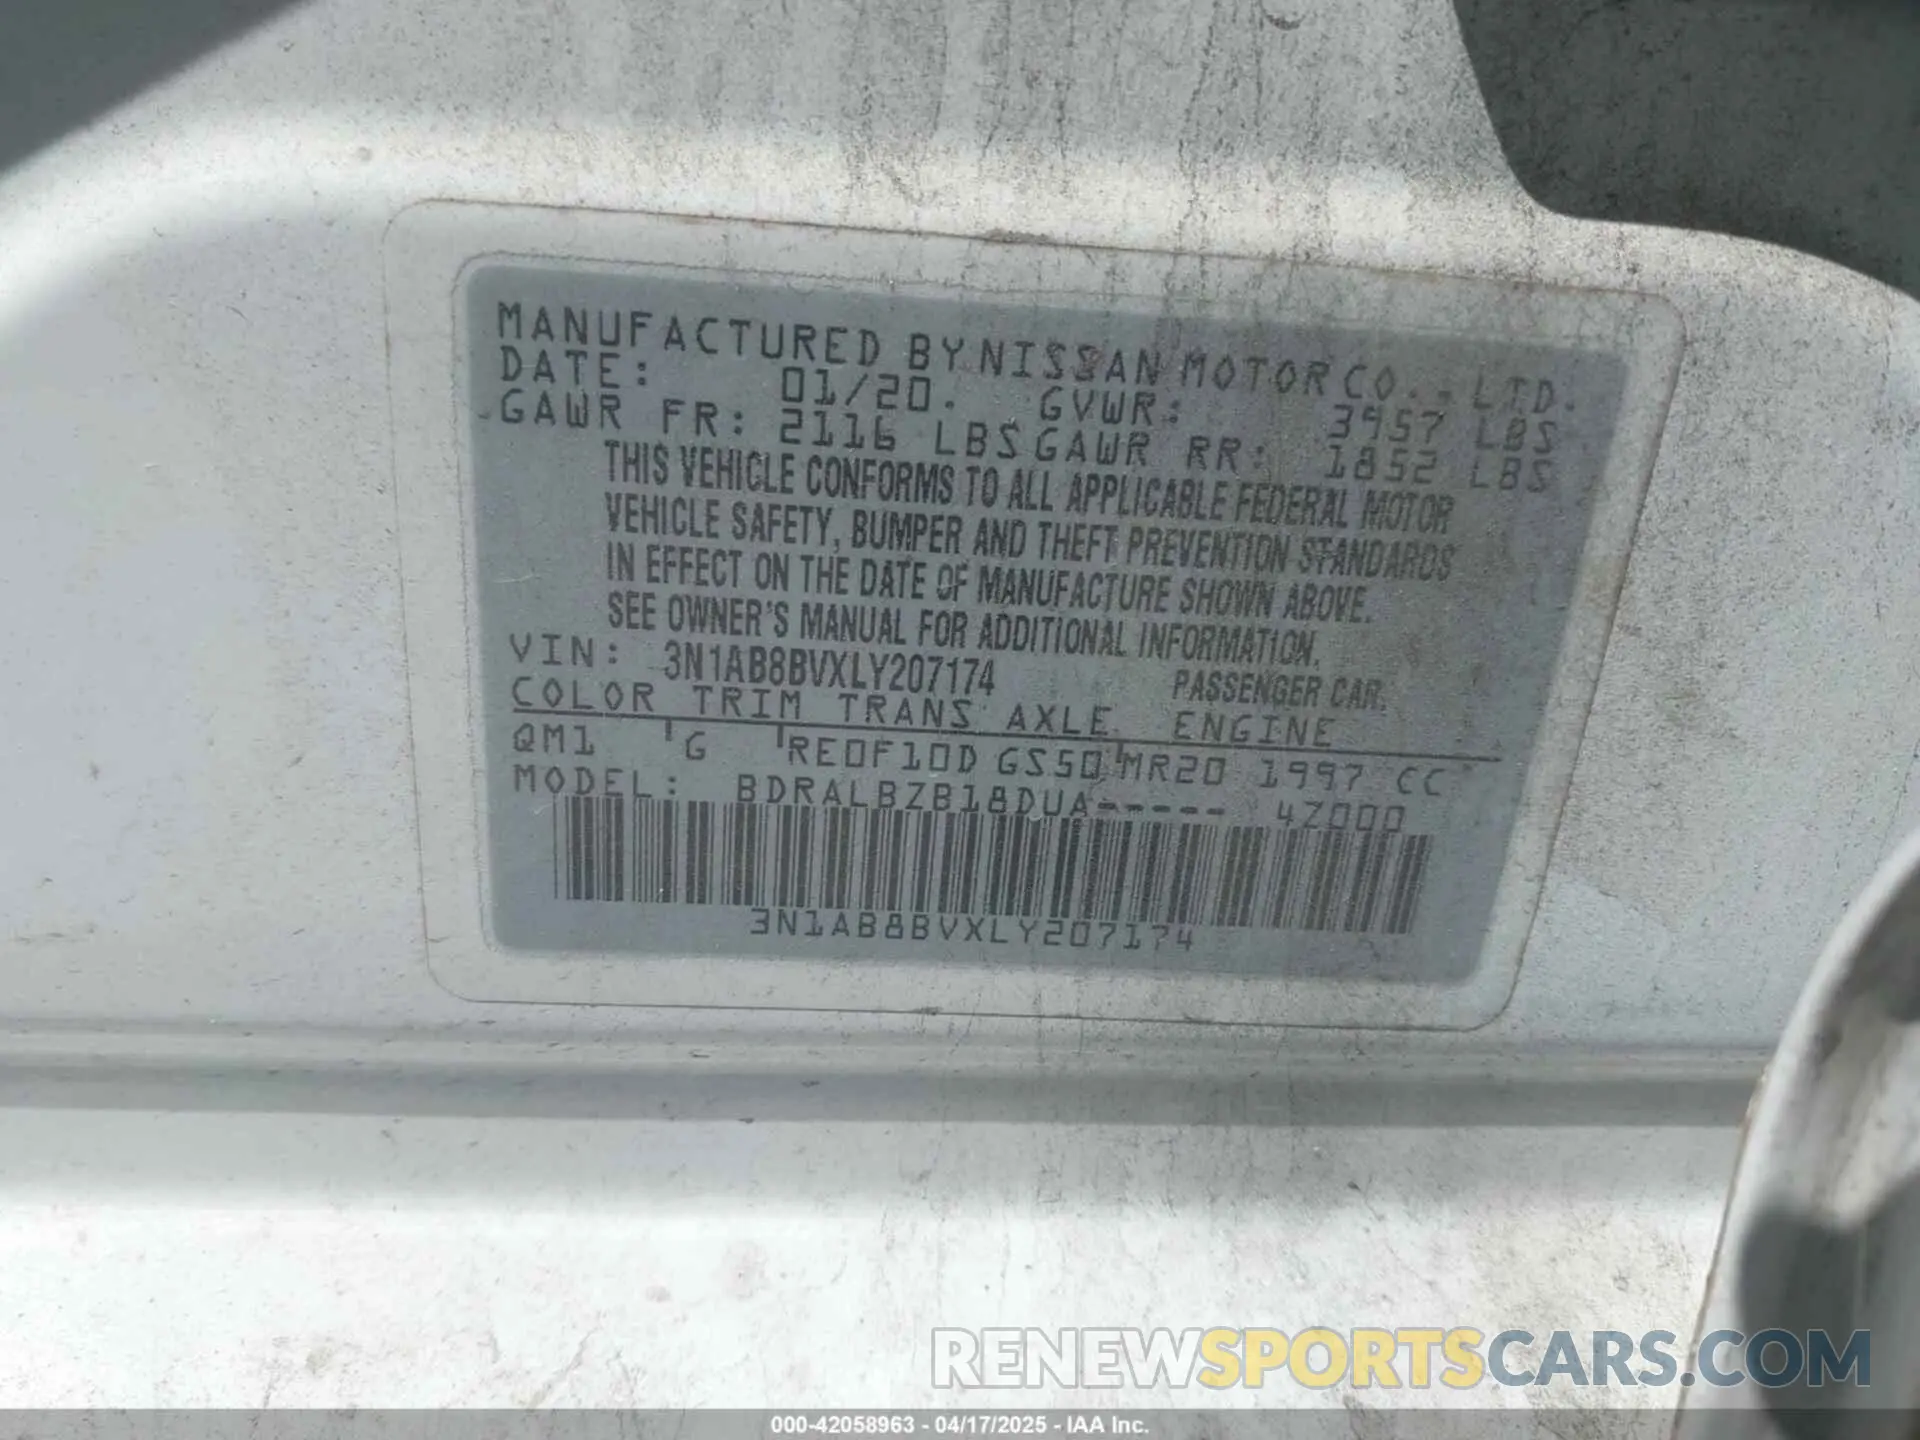 MANUFACTURED BY NISSAN MOTOR CO., LTD.
DATE: 01/20. GVWR: 3957 LBS
GAWR FR: 2116 LBS GAWR RR: 1852 LBS
THIS VEHICLE CONFORMS TO ALL APPLICABLE FEDERAL MOTOR
VEHICLE SAFETY, BUMPER AND THEFT PREVENTION STANDARDS
IN EFFECT ON THE DATE OF MANUFACTURE SHOWN ABOVE.
SEE OWNER'S MANUAL FOR ADDITIONAL INFORMATION.
VIN: 3N1AB8BVXLY207174 PASSENGER CAR.
COLOR TRIM TRANS AXLE ENGINE
QM1 G RE0F10D GS50 MR20 1997 CC
MODEL: BDRALBZB18DUA----- 4Z000
3N1AB8BVXLY207174
RENEWSPORTSCARS.COM
000-42058963 - 04/17/2025 - IAA Inc.